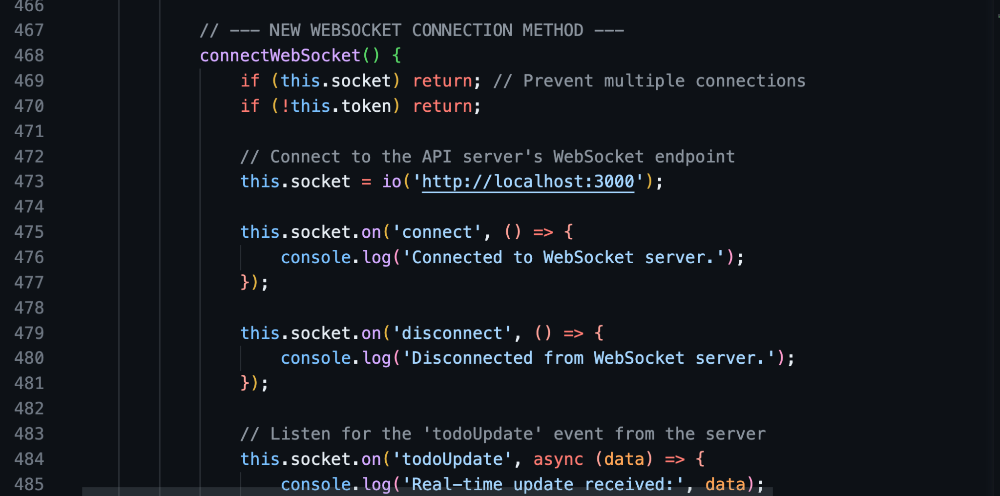 466
467 // --- NEW WEBSOCKET CONNECTION METHOD ---
468 connectWebSocket() {
469 if (this.socket) return; // Prevent multiple connections
470 if (!this.token) return;
471
472 // Connect to the API server's WebSocket endpoint
473 this.socket = io('http://localhost:3000');
474
475 this.socket.on('connect', () => {
476 console.log('Connected to WebSocket server.');
477 });
478
479 this.socket.on('disconnect', () => {
480 console.log('Disconnected from WebSocket server.');
481 });
482
483 // Listen for the 'todoUpdate' event from the server
484 this.socket.on('todoUpdate', async (data) => {
485 console.log('Real-time update received:', data);